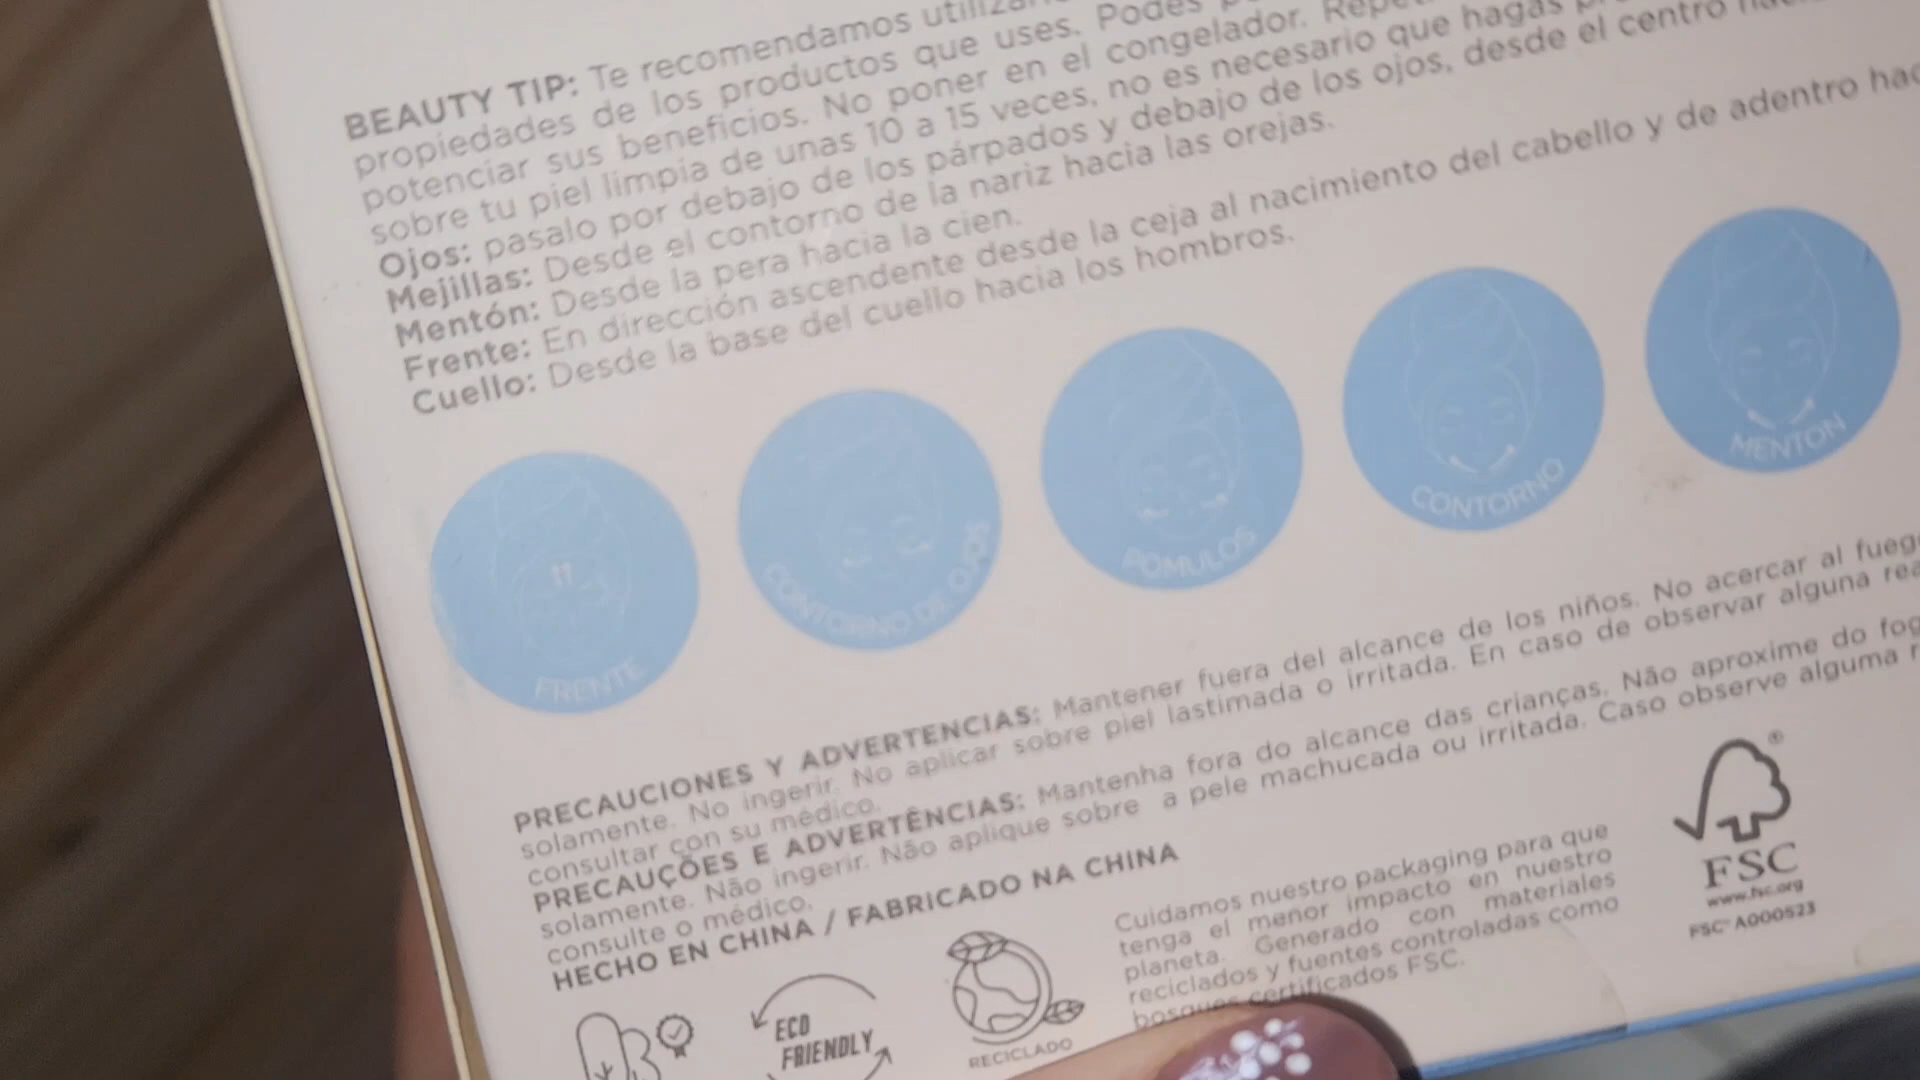 BEAUTY TIP: Te recomendamos
propiedades de los productos que uses. Podés
potenciar sus beneficios. No poner en el congelador.
sobre tu piel limpia de unas 10 a 15 veces, no es necesario que hagas
Ojos: pasalo por debajo de los párpados y debajo de los ojos, desde el centro
Mejillas: Desde el contorno de la nariz hacia las orejas.
Mentón: Desde la pera hacia la cien.
Frente: En dirección ascendente desde la ceja al nacimiento del cabello y de adentro
Cuello: Desde la base del cuello hacia los hombros.
FRENTE
CONTORNO DE OJOS
POMULOS
CONTORNO
MENTON
PRECAUCIONES Y ADVERTENCIAS: Mantener fuera del alcance de los niños. No acercar al
solamente. No ingerir. No aplicar sobre piel lastimada o irritada. En caso de observar alguna
consultar con su médico.
PRECAUÇÕES E ADVERTÊNCIAS: Mantenha fora do alcance das crianças. Não aproxime do
solamente. Não ingerir. Não aplique sobre a pele machucada ou irritada. Caso observe alguma
consulte o médico.
HECHO EN CHINA / FABRICADO NA CHINA
ECO
FRIENDLY
RECICLADO
Cuidamos nuestro packaging para que
tenga el menor impacto en nuestro
planeta. Generado con materiales
reciclados y fuentes controladas como
bosques certificados FSC.
®
FSC
www.fsc.org
FSC™ A000523